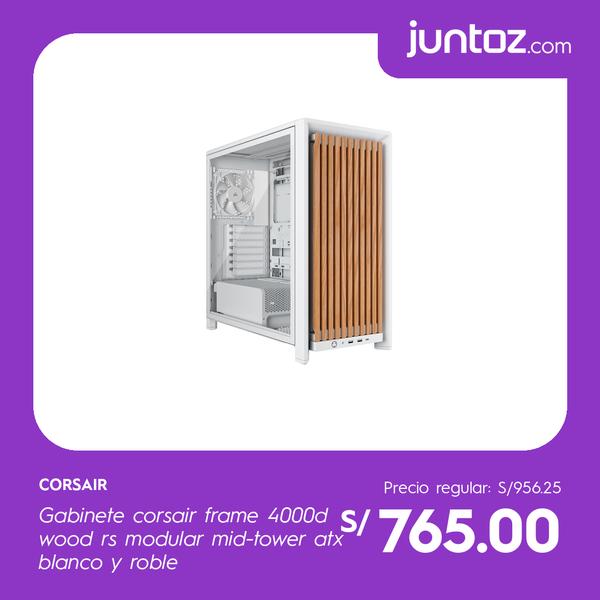 juntoz.com
CORSAIR
Gabinete corsair frame 4000d
wood rs modular mid-tower atx
blanco y roble
Precio regular: S/956.25
S/ 765.00